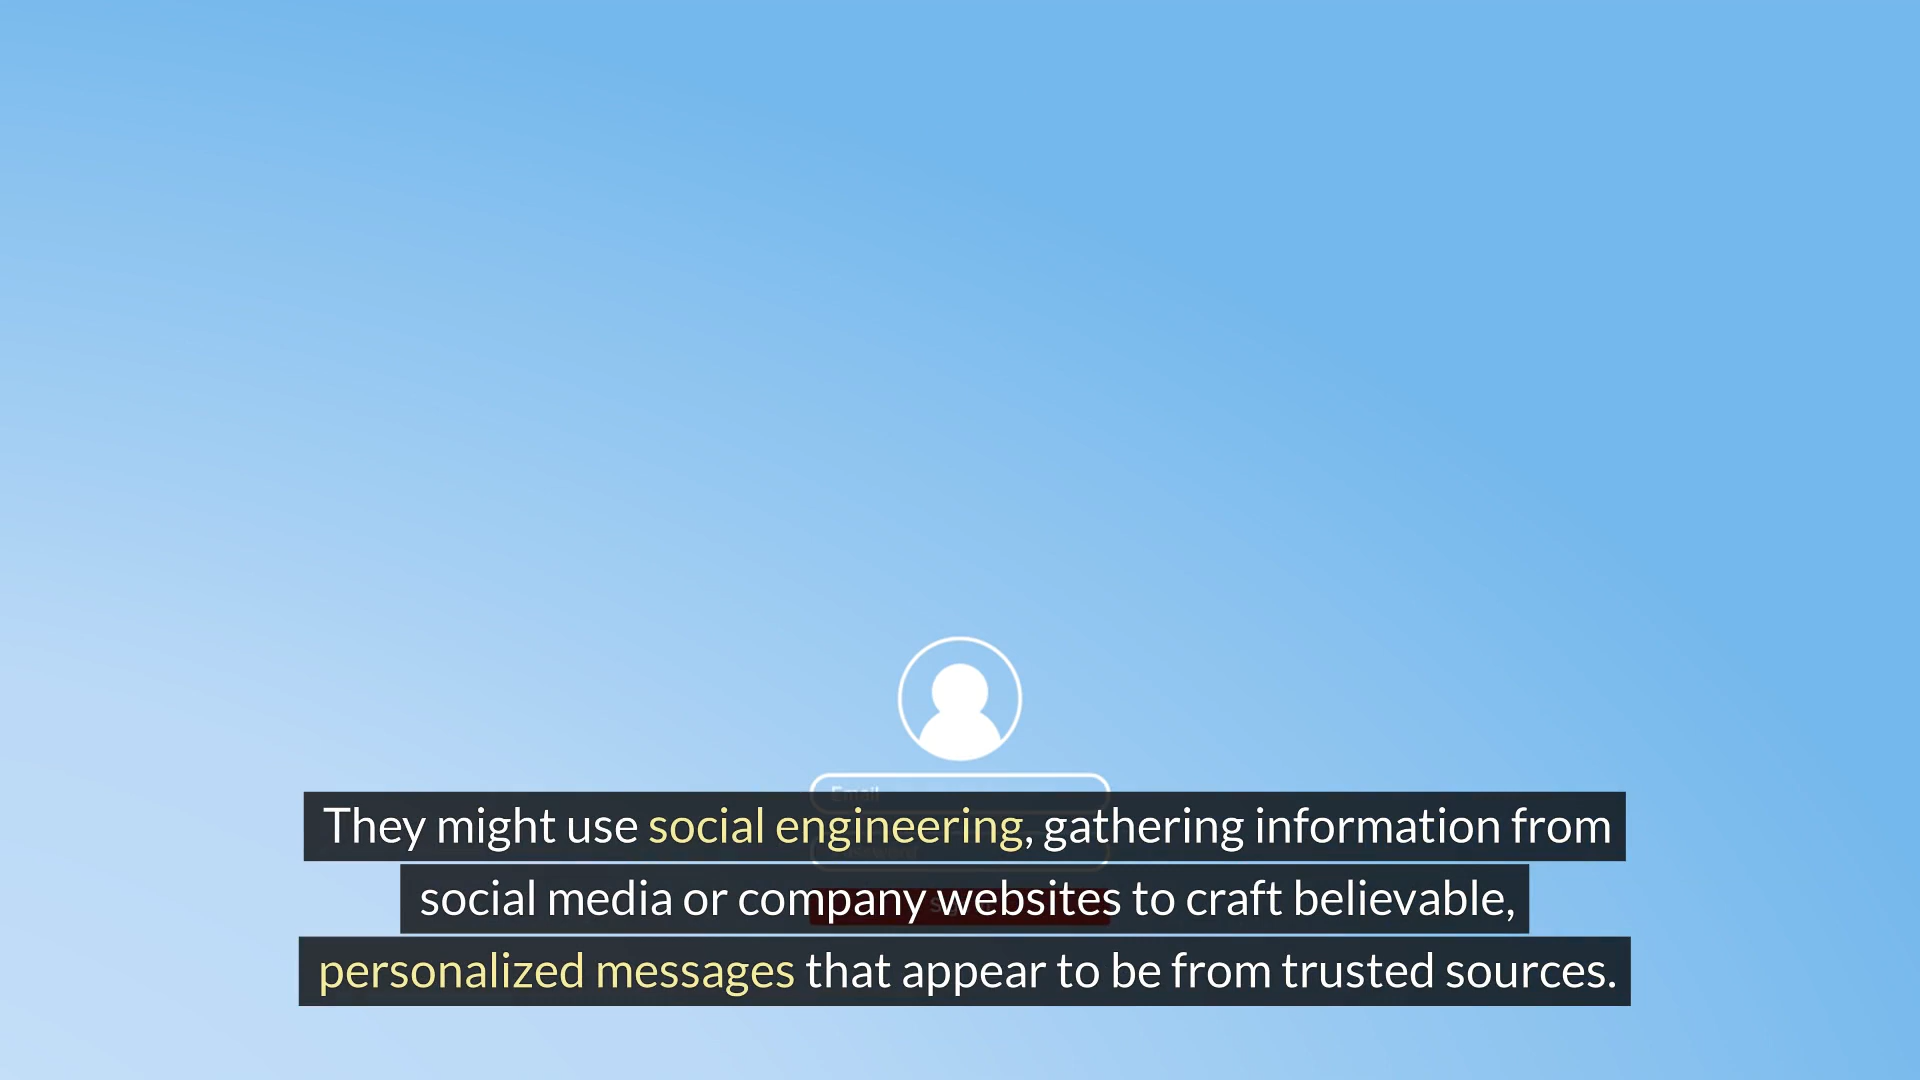 Email
They might use social engineering, gathering information from
social media or company websites to craft believable,
personalized messages that appear to be from trusted sources.